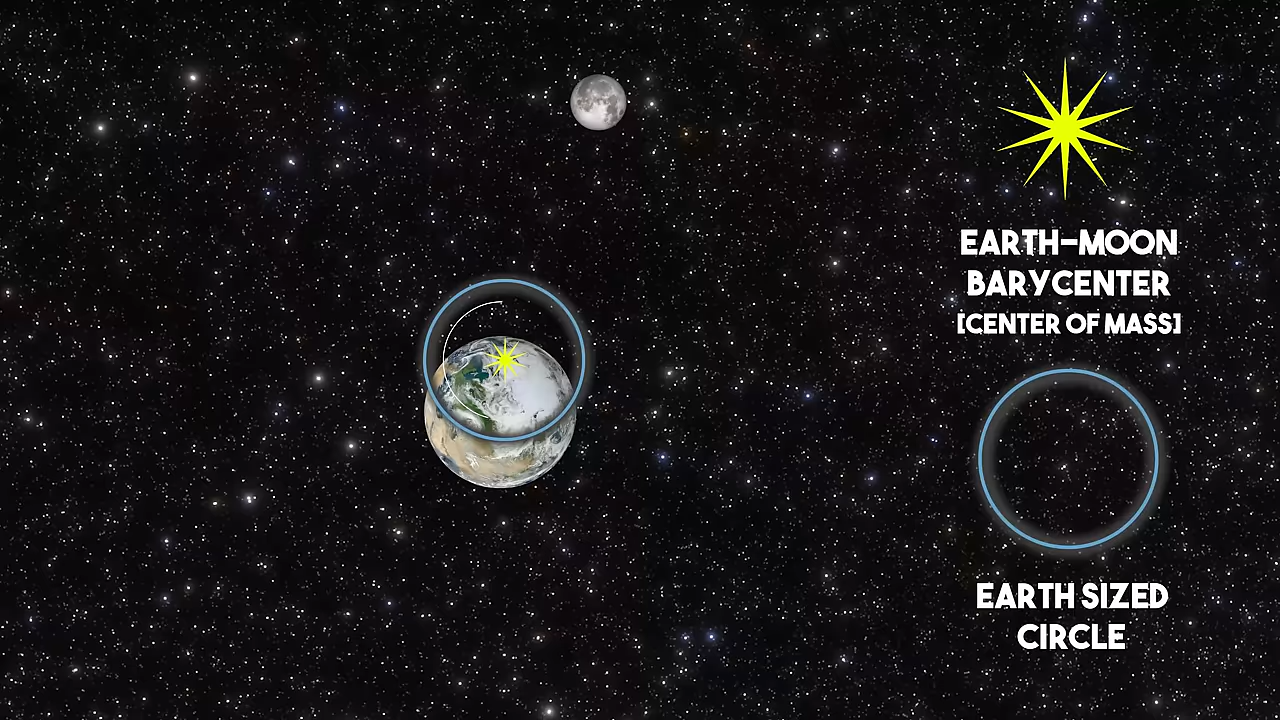 EARTH-MOON
BARYCENTER
[CENTER OF MASS]
EARTH SIZED
CIRCLE